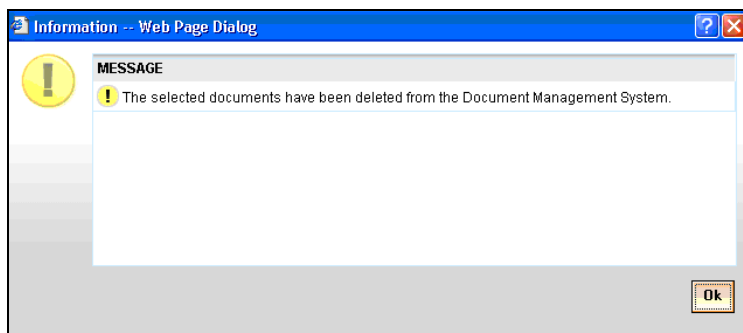 Information -- Web Page Dialog
MESSAGE
The selected documents have been deleted from the Document Management System.
Ok